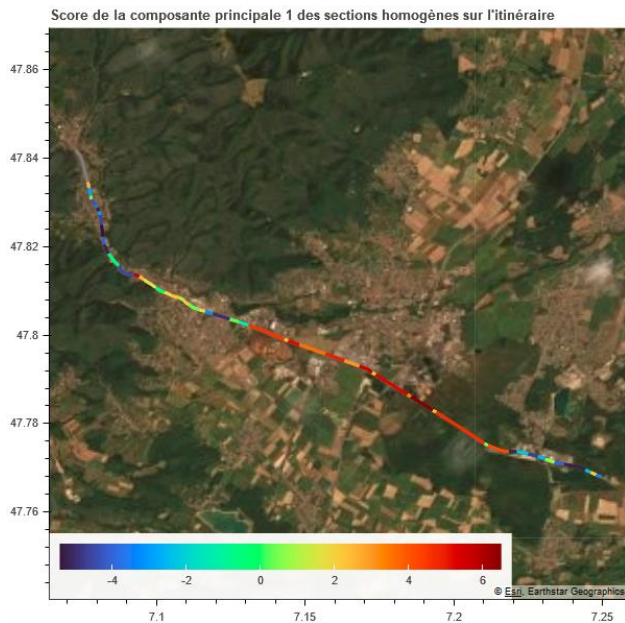 Score de la composante principale 1 des sections homogènes sur l'itinéraire
47.86
47.84
47.82
47.8
47.78
47.76
-4 -2 0 2 4 6
© Esri, Earthstar Geographics
7.1 7.15 7.2 7.25